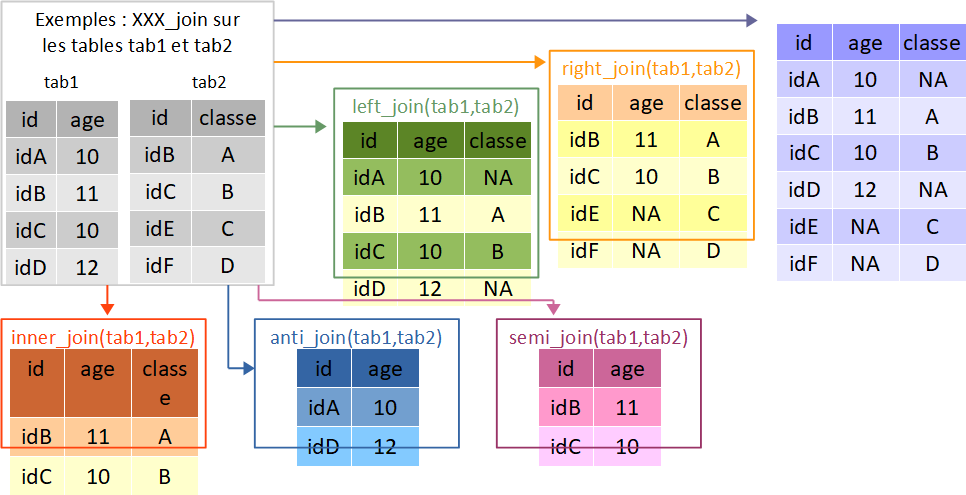 Exemples : XXX_join sur
les tables tab1 et tab2
tab1
id age
idA 10
idB 11
idC 10
idD 12
tab2
id classe
idB A
idC B
idE C
idF D
left_join(tab1,tab2)
id age classe
idA 10 NA
idB 11 A
idC 10 B
idD 12 NA
right_join(tab1,tab2)
id age classe
idB 11 A
idC 10 B
idE NA C
idF NA D
id age classe
idA 10 NA
idB 11 A
idC 10 B
idD 12 NA
idE NA C
idF NA D
inner_join(tab1,tab2)
id age class
e
idB 11 A
idC 10 B
anti_join(tab1,tab2)
id age
idA 10
idD 12
semi_join(tab1,tab2)
id age
idB 11
idC 10